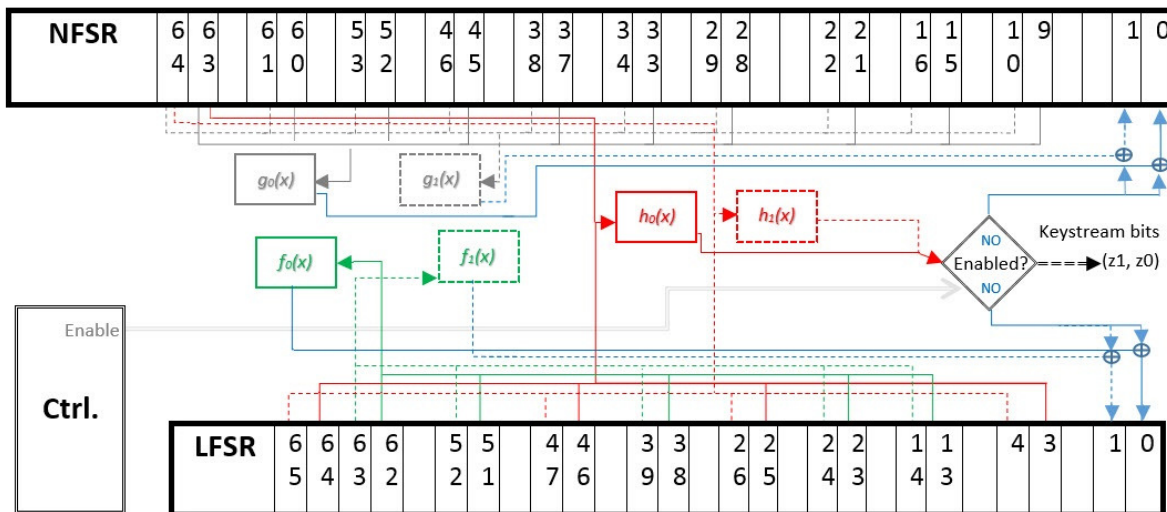 NFSR 64 63 61 60 53 52 46 45 38 37 34 33 29 28 22 21 16 15 10 9 1 0
g₀(x)
g₁(x)
h₀(x)
h₁(x)
f₀(x)
f₁(x)
NO
Enabled?
NO
Keystream bits
(z1, z0)
Enable
Ctrl.
LFSR 65 64 63 62 52 51 47 46 39 38 26 25 24 23 14 13 4 3 1 0